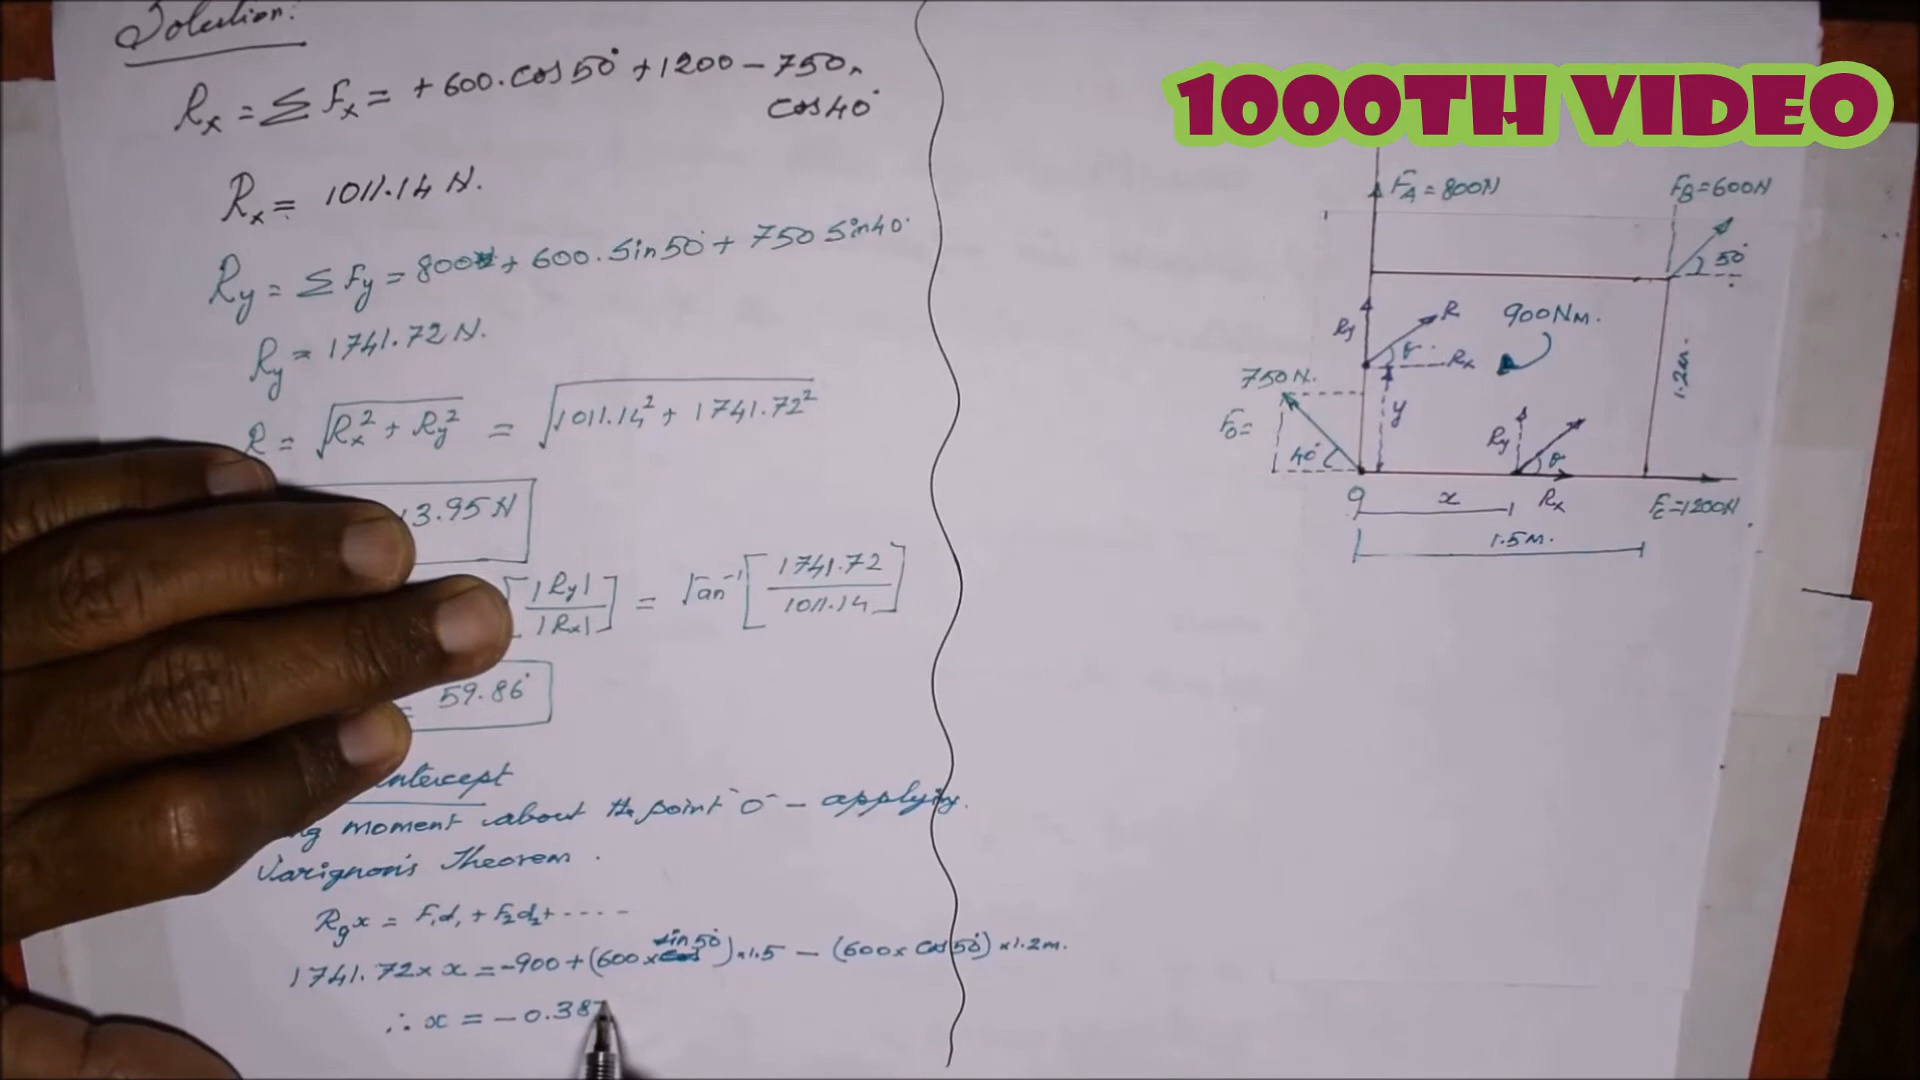 Solution:
Rx = Σ Fx = +600.cos50° +1200 - 750.
cos40°
Rx = 1011.14 N.
Ry = Σ Fy = 800 + 600.Sin50° + 750 Sin40°
Ry = 1741.72 N.
R = √Rx² + Ry² = √1011.14² + 1741.72²
3.95 N
[|Ry| / |Rx|] = Tan⁻¹ [1741.72 / 1011.14]
= 59.86°
intercept
moment about the point "O" - applying
Varignon's Theorem.
Ry x = F₁d₁ + F₂d₂ + ----
1741.72 × x = -900 + (600 × sin50°) × 1.5 - (600 × cos50°) × 1.2m.
∴ x = -0.387
1000TH VIDEO
FA = 800N
FB = 600N
50°
Ry
R
θ
Rx
900Nm.
1.2m.
750 N.
FD =
40°
y
Ry
θ
O
x
Rx
FC = 1200N
1.5m.